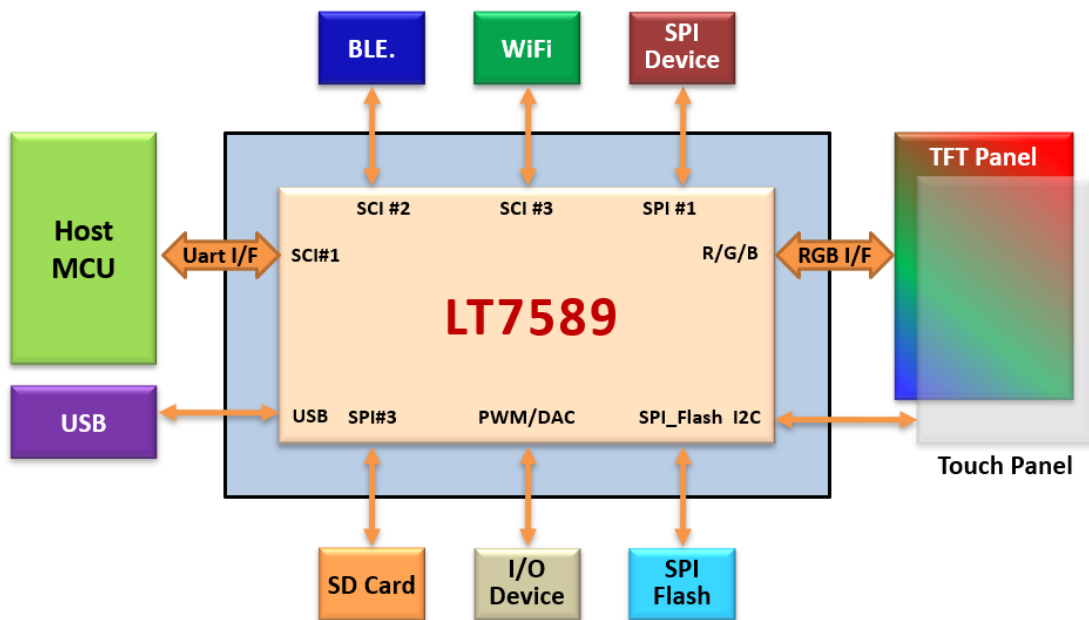 BLE.
WiFi
SPI
Device
TFT Panel
SCI #2
SCI #3
SPI #1
Host
MCU
Uart I/F
SCI#1
R/G/B
RGB I/F
LT7589
USB
USB
SPI#3
PWM/DAC
SPI_Flash
I2C
Touch Panel
SD Card
I/O
Device
SPI
Flash